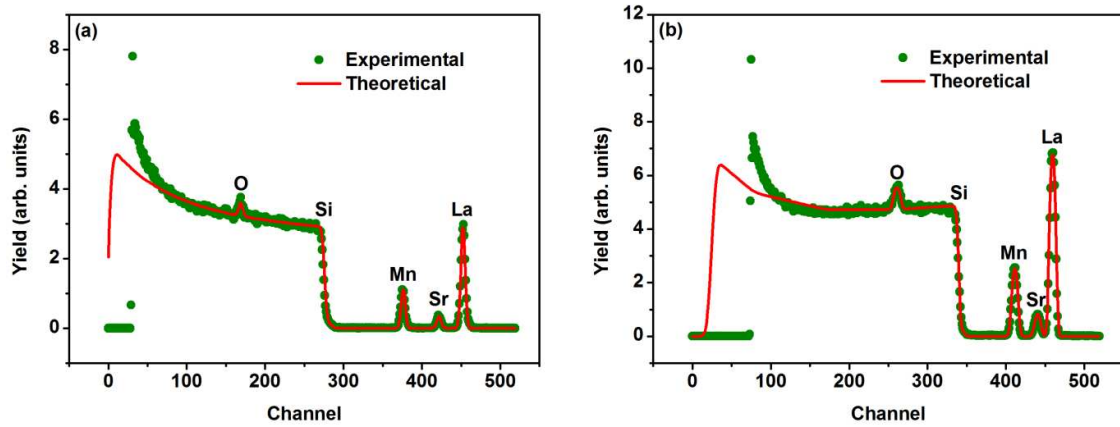 (a)
Experimental
Theoretical
O
Si
Mn
Sr
La
8
6
4
2
0
Yield (arb. units)
0 100 200 300 400 500
Channel
(b)
Experimental
Theoretical
O
Si
Mn
Sr
La
12
10
8
6
4
2
0
Yield (arb. units)
0 100 200 300 400 500
Channel